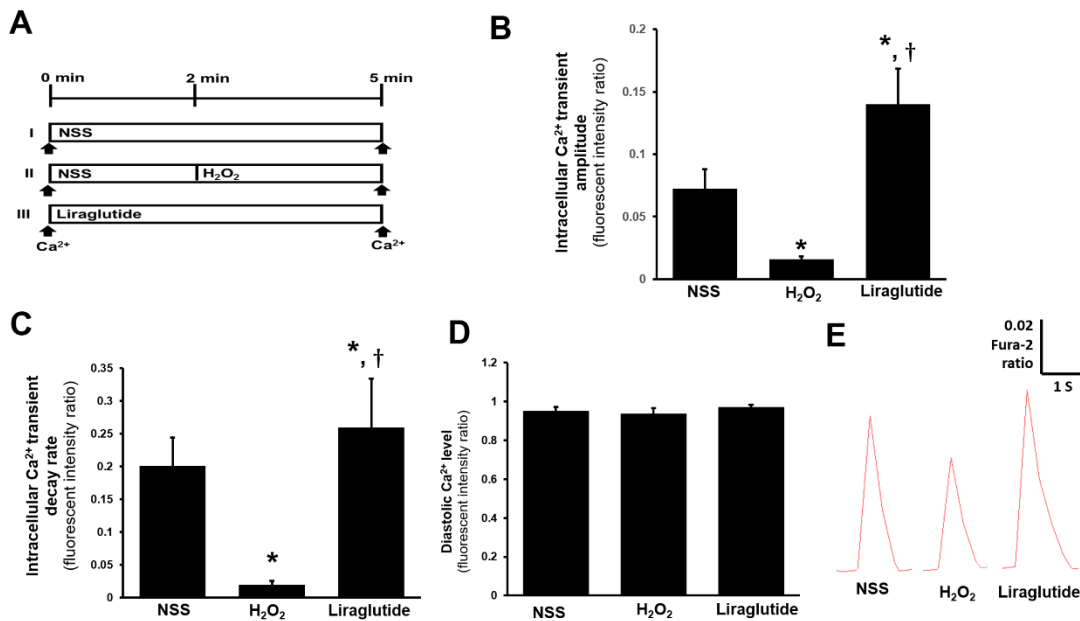 A
0 min 2 min 5 min
I NSS
II NSS H₂O₂
III Liraglutide
Ca²⁺ Ca²⁺
B
Intracellular Ca²⁺ transient
amplitude
(fluorescent intensity ratio)
0.2
0.15
0.1
0.05
0
*
*, †
NSS H₂O₂ Liraglutide
C
Intracellular Ca²⁺ transient
decay rate
(fluorescent intensity ratio)
0.35
0.3
0.25
0.2
0.15
0.1
0.05
0
*
*, †
NSS H₂O₂ Liraglutide
D
Diastolic Ca²⁺ level
(fluorescent intensity ratio)
1.2
1
0.8
0.6
0.4
0.2
0
NSS H₂O₂ Liraglutide
E
0.02
Fura-2
ratio
1 S
NSS H₂O₂ Liraglutide